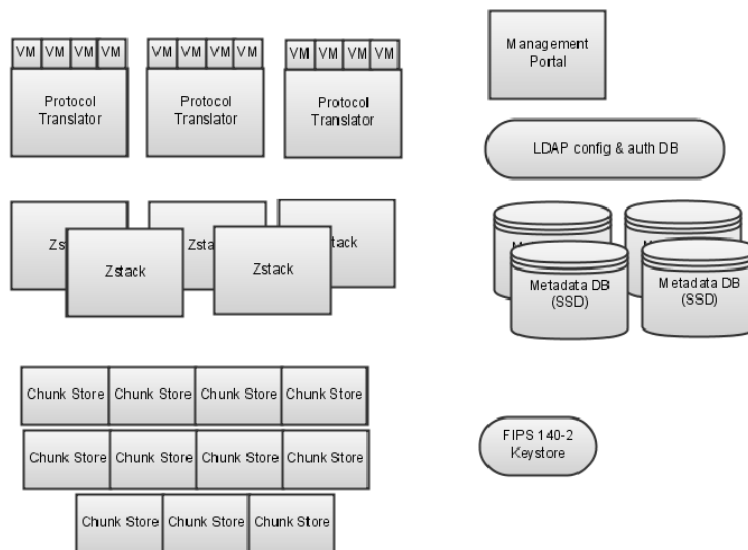 VM VM VM VM
Protocol
Translator
VM VM VM VM
Protocol
Translator
VM VM VM VM
Protocol
Translator
Management
Portal
LDAP config & auth DB
Zstack
Zstack
Metadata DB
(SSD)
Metadata DB
(SSD)
Chunk Store Chunk Store Chunk Store Chunk Store
Chunk Store Chunk Store Chunk Store Chunk Store
Chunk Store Chunk Store Chunk Store
FIPS 140-2
Keystore